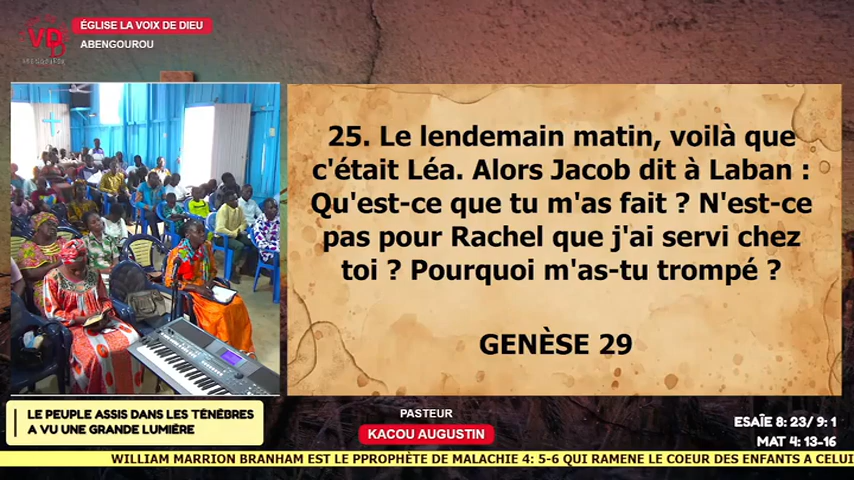 VDD
ÉGLISE LA VOIX DE DIEU
ABENGOUROU
25. Le lendemain matin, voilà que
c'était Léa. Alors Jacob dit à Laban :
Qu'est-ce que tu m'as fait ? N'est-ce
pas pour Rachel que j'ai servi chez
toi ? Pourquoi m'as-tu trompé ?
GENÈSE 29
LE PEUPLE ASSIS DANS LES TÉNÈBRES
A VU UNE GRANDE LUMIÈRE
PASTEUR
KACOU AUGUSTIN
ESAÏE 8: 23/ 9: 1
MAT 4: 13-16
WILLIAM MARRION BRANHAM EST LE PPROPHÈTE DE MALACHIE 4: 5-6 QUI RAMENE LE COEUR DES ENFANTS A CELUI